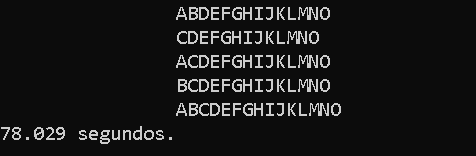 ABDEFGHIJKLMNO
CDEFGHIJKLMNO
ACDEFGHIJKLMNO
BCDEFGHIJKLMNO
ABCDEFGHIJKLMNO
78.029 segundos.